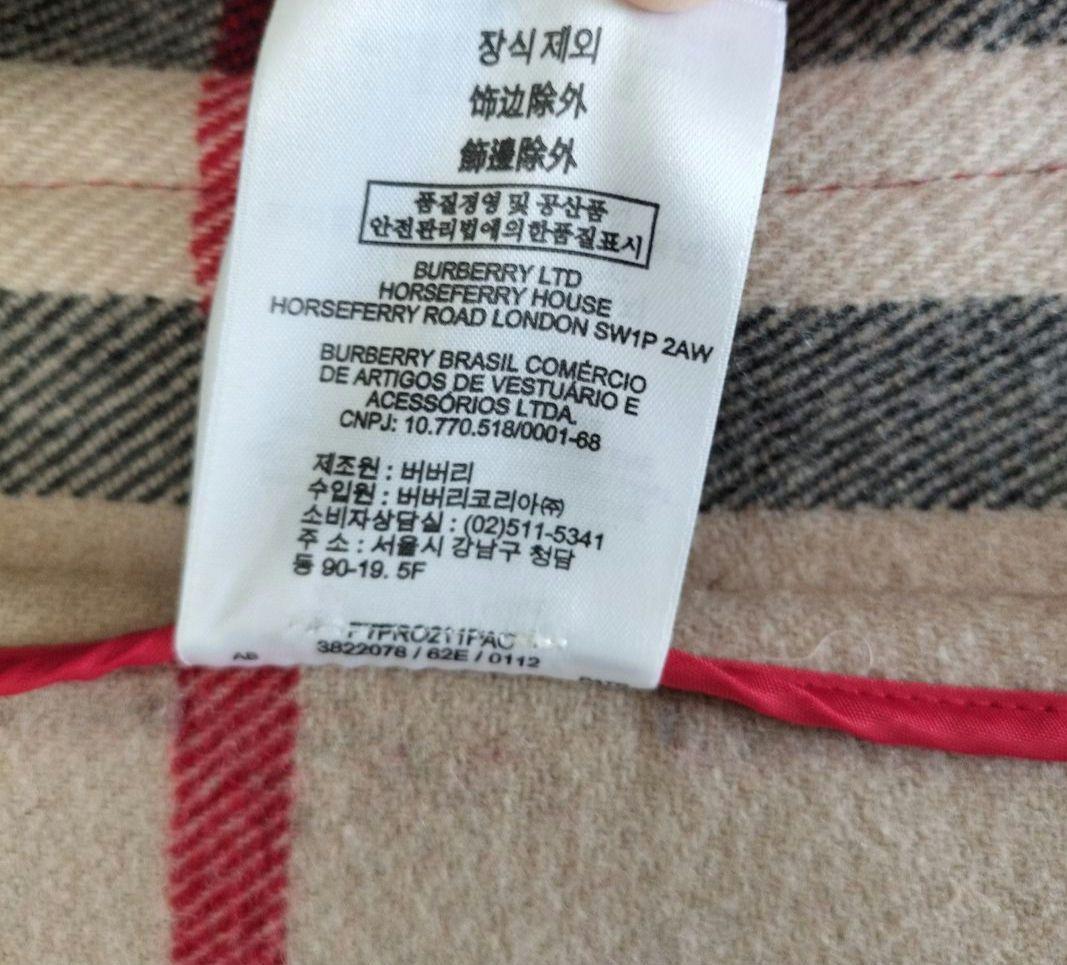 장식 제외
饰边除外
飾邊除外
품질경영 및 공산품
안전관리법에의한품질표시
BURBERRY LTD
HORSEFERRY HOUSE
HORSEFERRY ROAD LONDON SW1P 2AW
BURBERRY BRASIL COMÉRCIO
DE ARTIGOS DE VESTUÁRIO E
ACESSÓRIOS LTDA.
CNPJ: 10.770.518/0001-68
제조원 : 버버리
수입원 : 버버리코리아㈜
소비자상담실 : (02)511-5341
주 소 : 서울시 강남구 청담
동 90-19. 5F
3822078 / 62E / 0112